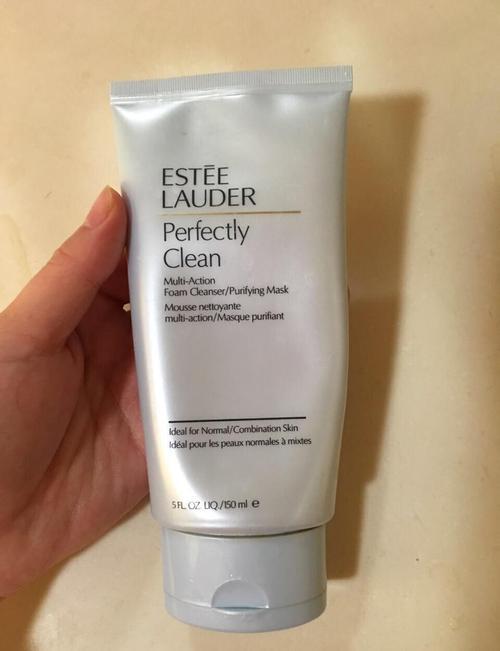 ESTĒE
LAUDER
Perfectly
Clean
Multi-Action
Foam Cleanser/Purifying Mask
Mousse nettoyante
multi-action/Masque purifiant
Ideal for Normal/Combination Skin
Idéal pour les peaux normales à mixtes
5 FL. OZ. LIQ./150 ml ℮